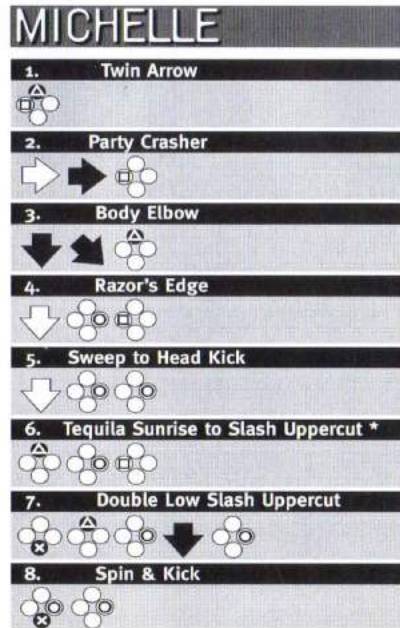 MICHELLE
1. Twin Arrow
2. Party Crasher
3. Body Elbow
4. Razor's Edge
5. Sweep to Head Kick
6. Tequila Sunrise to Slash Uppercut *
7. Double Low Slash Uppercut
8. Spin & Kick